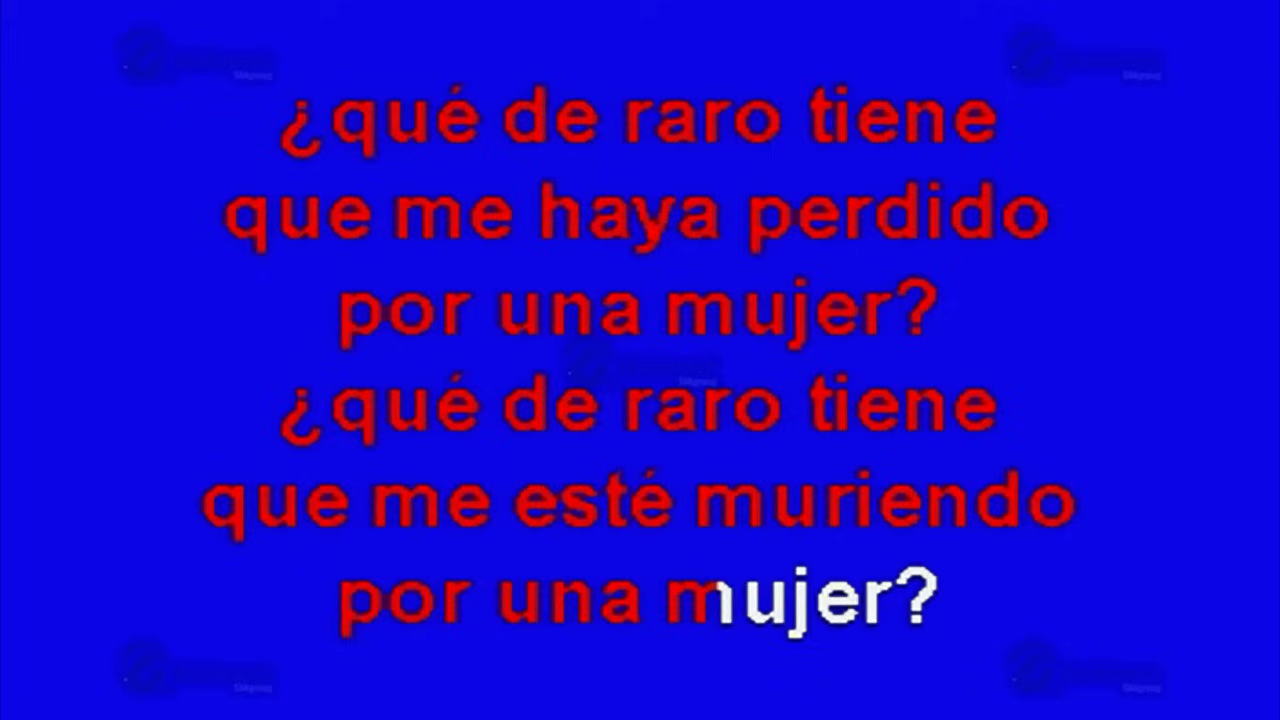 ¿qué de raro tiene
que me haya perdido
por una mujer?
¿qué de raro tiene
que me esté muriendo
por una mujer?